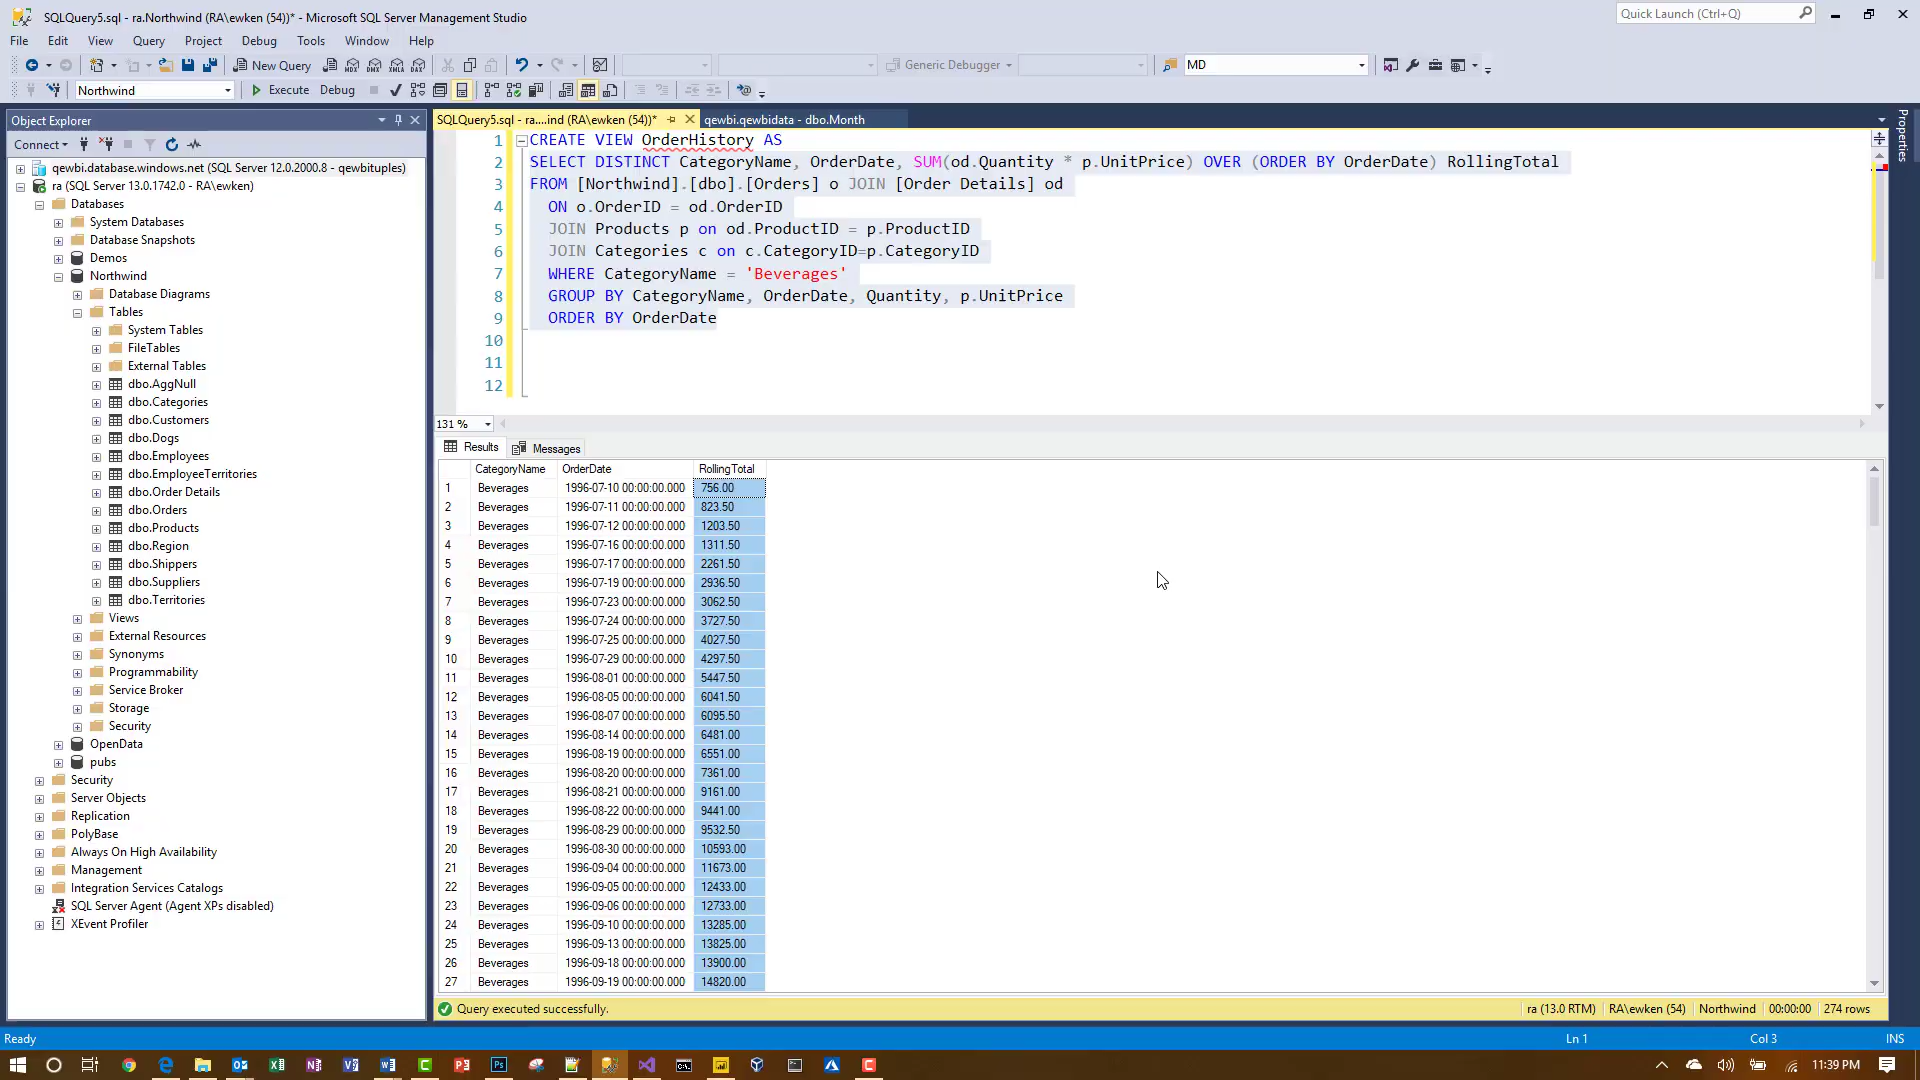 SQLQuery5.sql - ra.Northwind (RA\ewken (54))* - Microsoft SQL Server Management Studio
Quick Launch (Ctrl+Q)
File Edit View Query Project Debug Tools Window Help
New Query
Generic Debugger
MD
Northwind
Execute Debug
Object Explorer
Connect
qewbi.database.windows.net (SQL Server 12.0.2000.8 - qewbituples)
ra (SQL Server 13.0.1742.0 - RA\ewken)
Databases
System Databases
Database Snapshots
Demos
Northwind
Database Diagrams
Tables
System Tables
FileTables
External Tables
dbo.AggNull
dbo.Categories
dbo.Customers
dbo.Dogs
dbo.Employees
dbo.EmployeeTerritories
dbo.Order Details
dbo.Orders
dbo.Products
dbo.Region
dbo.Shippers
dbo.Suppliers
dbo.Territories
Views
External Resources
Synonyms
Programmability
Service Broker
Storage
Security
OpenData
pubs
Security
Server Objects
Replication
PolyBase
Always On High Availability
Management
Integration Services Catalogs
SQL Server Agent (Agent XPs disabled)
XEvent Profiler
SQLQuery5.sql - ra....ind (RA\ewken (54))* qewbi.qewbidata - dbo.Month
1 CREATE VIEW OrderHistory AS
2 SELECT DISTINCT CategoryName, OrderDate, SUM(od.Quantity * p.UnitPrice) OVER (ORDER BY OrderDate) RollingTotal
3 FROM [Northwind].[dbo].[Orders] o JOIN [Order Details] od
4 ON o.OrderID = od.OrderID
5 JOIN Products p on od.ProductID = p.ProductID
6 JOIN Categories c on c.CategoryID=p.CategoryID
7 WHERE CategoryName = 'Beverages'
8 GROUP BY CategoryName, OrderDate, Quantity, p.UnitPrice
9 ORDER BY OrderDate
10
11
12
131 %
Results Messages
CategoryName OrderDate RollingTotal
1 Beverages 1996-07-10 00:00:00.000 756.00
2 Beverages 1996-07-11 00:00:00.000 823.50
3 Beverages 1996-07-12 00:00:00.000 1203.50
4 Beverages 1996-07-16 00:00:00.000 1311.50
5 Beverages 1996-07-17 00:00:00.000 2261.50
6 Beverages 1996-07-19 00:00:00.000 2936.50
7 Beverages 1996-07-23 00:00:00.000 3062.50
8 Beverages 1996-07-24 00:00:00.000 3727.50
9 Beverages 1996-07-25 00:00:00.000 4027.50
10 Beverages 1996-07-29 00:00:00.000 4297.50
11 Beverages 1996-08-01 00:00:00.000 5447.50
12 Beverages 1996-08-05 00:00:00.000 6041.50
13 Beverages 1996-08-07 00:00:00.000 6095.50
14 Beverages 1996-08-14 00:00:00.000 6481.00
15 Beverages 1996-08-19 00:00:00.000 6551.00
16 Beverages 1996-08-20 00:00:00.000 7361.00
17 Beverages 1996-08-21 00:00:00.000 9161.00
18 Beverages 1996-08-22 00:00:00.000 9441.00
19 Beverages 1996-08-29 00:00:00.000 9532.50
20 Beverages 1996-08-30 00:00:00.000 10593.00
21 Beverages 1996-09-04 00:00:00.000 11673.00
22 Beverages 1996-09-05 00:00:00.000 12433.00
23 Beverages 1996-09-06 00:00:00.000 12733.00
24 Beverages 1996-09-10 00:00:00.000 13285.00
25 Beverages 1996-09-13 00:00:00.000 13825.00
26 Beverages 1996-09-18 00:00:00.000 13900.00
27 Beverages 1996-09-19 00:00:00.000 14820.00
Query executed successfully. ra (13.0 RTM) RA\ewken (54) Northwind 00:00:00 274 rows
Properties
Ready Ln 1 Col 3 INS
11:39 PM